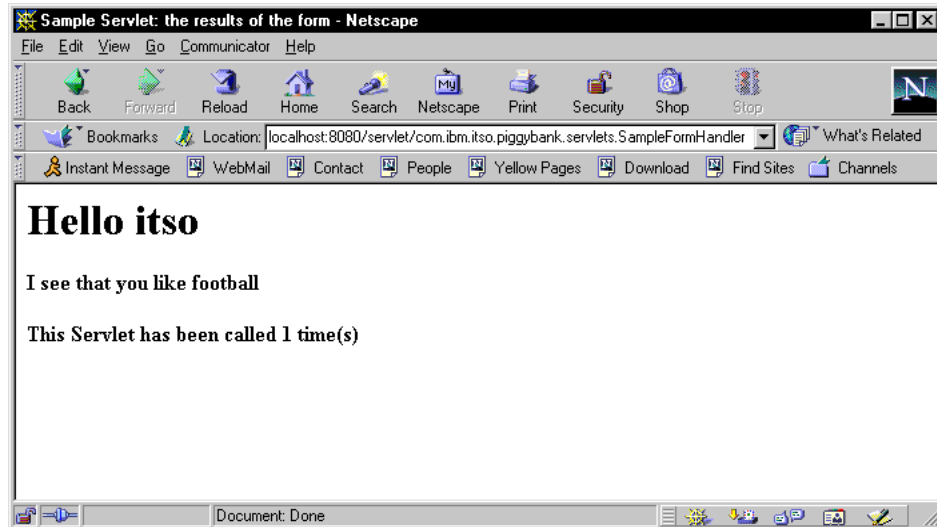 Sample Servlet: the results of the form - Netscape
File Edit View Go Communicator Help
My
N
Back Forward Reload Home Search Netscape Print Security Shop Stop
Bookmarks Location: localhost:8080/servlet/com.ibm.itso.piggybank.servlets.SampleFormHandler What's Related
Instant Message WebMail Contact People Yellow Pages Download Find Sites Channels
Hello itso
I see that you like football
This Servlet has been called 1 time(s)
Document: Done